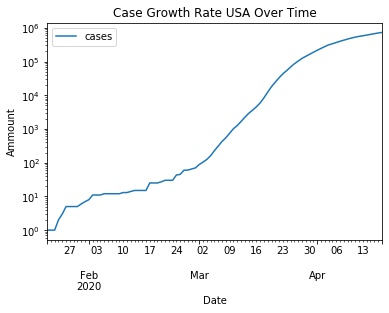 Case Growth Rate USA Over Time
cases
Ammount
10^6
10^5
10^4
10^3
10^2
10^1
10^0
27 03 10 17 24 02 09 16 23 30 06 13
Feb Mar Apr
2020
Date